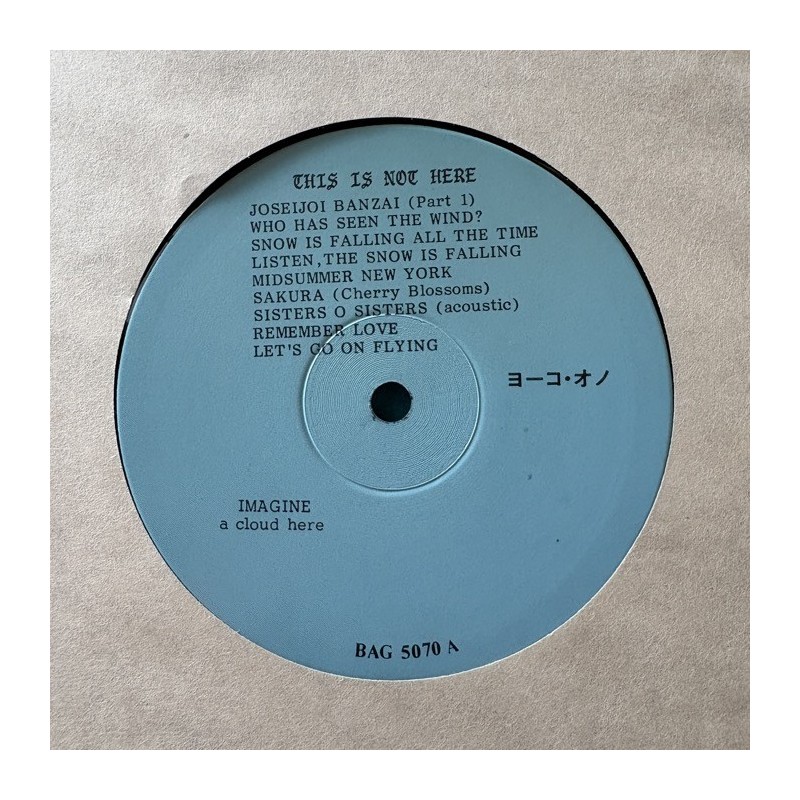 THIS IS NOT HERE
JOSEIJOI BANZAI (Part 1)
WHO HAS SEEN THE WIND?
SNOW IS FALLING ALL THE TIME
LISTEN, THE SNOW IS FALLING
MIDSUMMER NEW YORK
SAKURA (Cherry Blossoms)
SISTERS O SISTERS (acoustic)
REMEMBER LOVE
LET'S GO ON FLYING
ヨーコ・オノ
IMAGINE
a cloud here
BAG 5070 A